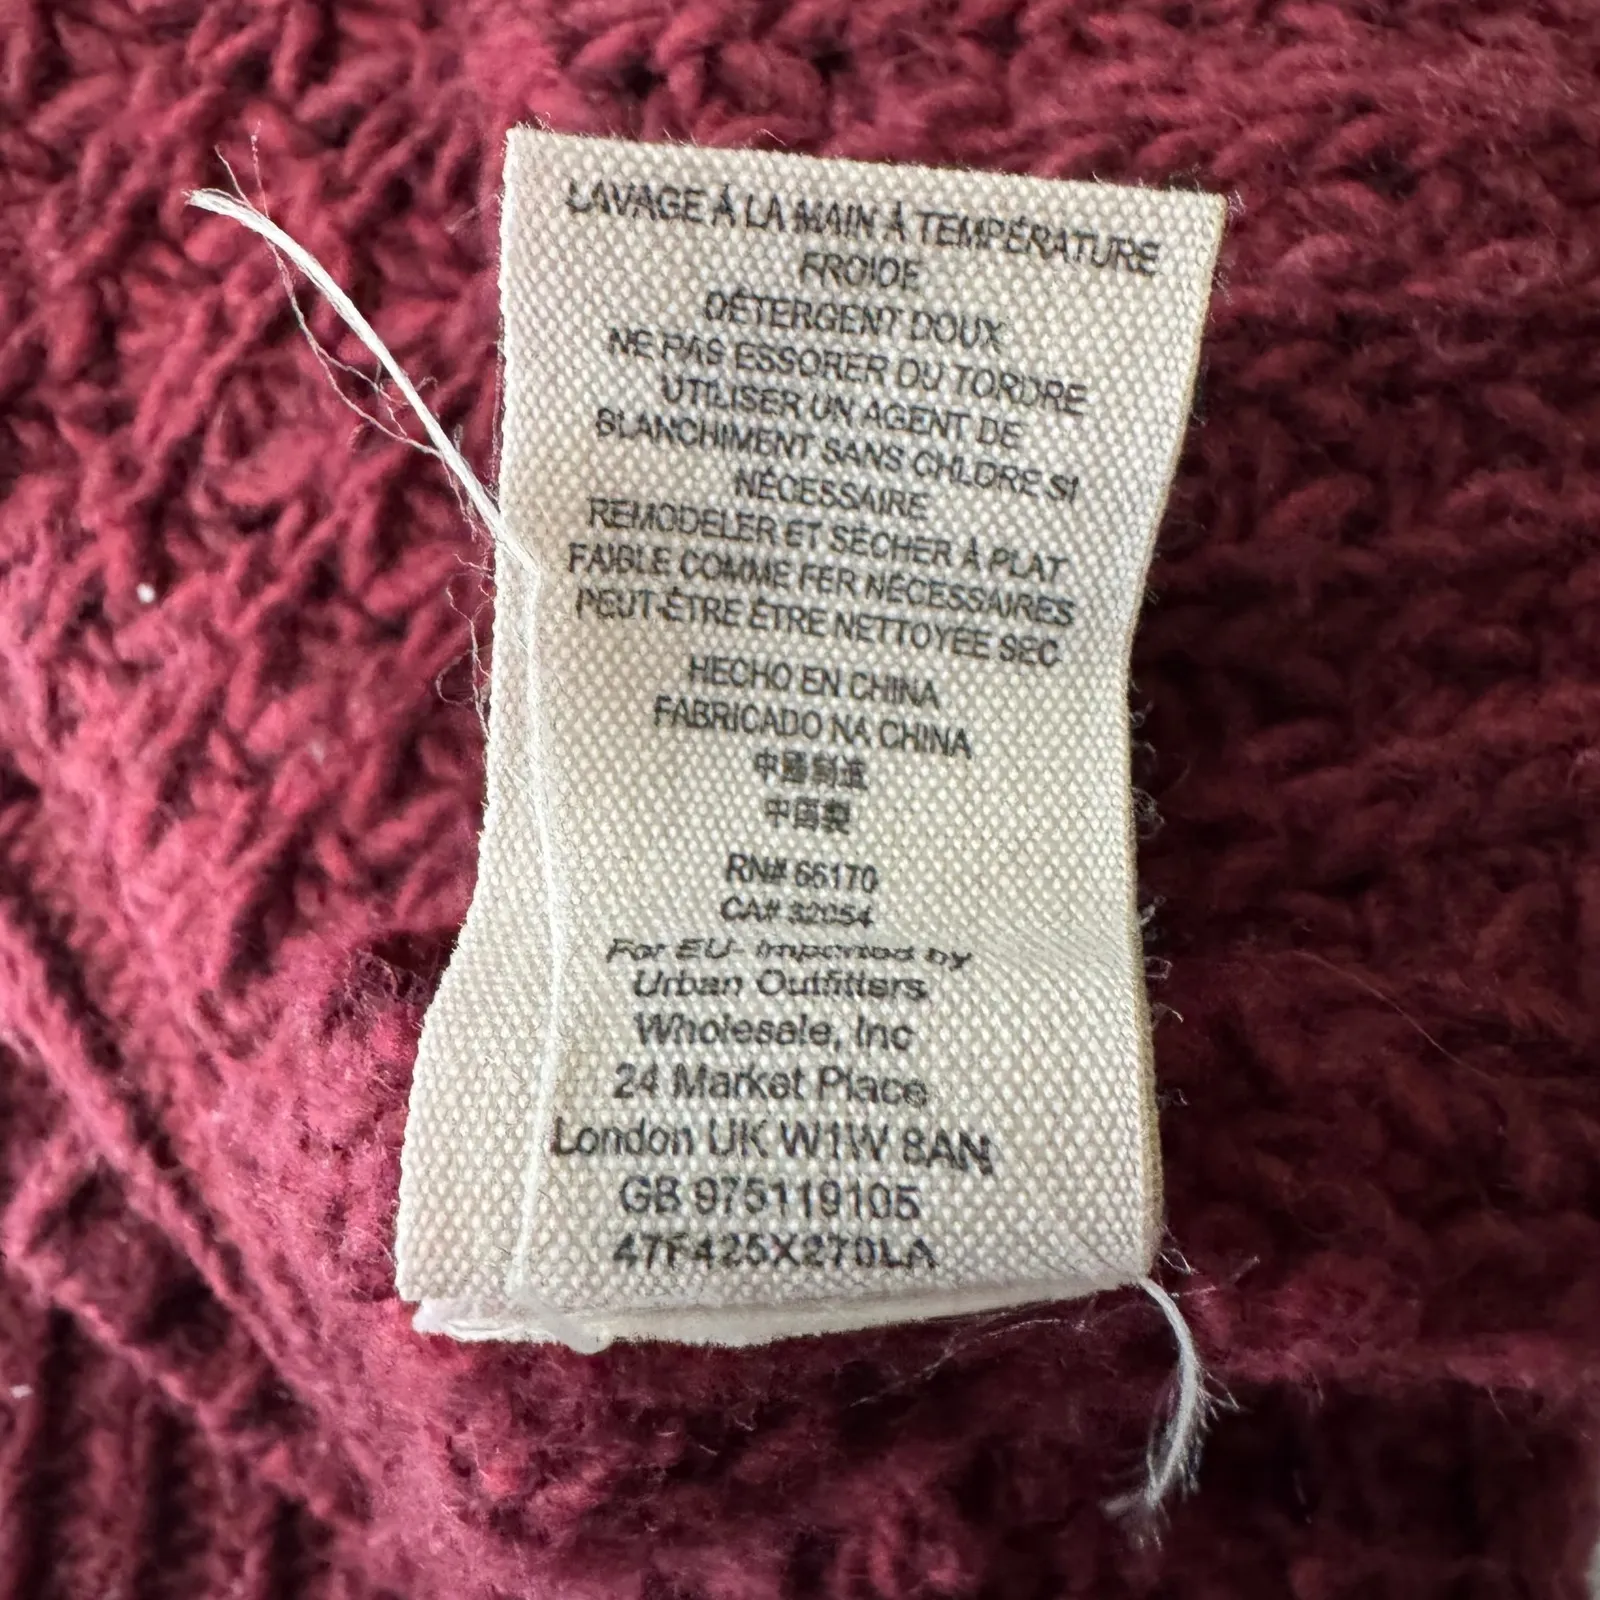 LAVAGE À LA MAIN À TEMPÉRATURE
FROIDE
DÉTERGENT DOUX
NE PAS ESSORER OU TORDRE
UTILISER UN AGENT DE
BLANCHIMENT SANS CHLORE SI
NÉCESSAIRE
REMODELER ET SÉCHER À PLAT
FAIBLE COMME FER NÉCESSAIRES
PEUT-ÊTRE ÊTRE NETTOYÉE SEC
HECHO EN CHINA
FABRICADO NA CHINA
中國製造
中国製
RN# 66170
CA# 32054
For EU- Imported by
Urban Outfitters
Wholesale, Inc
24 Market Place
London UK W1W 8AN
GB 975119105
47F425X270LA